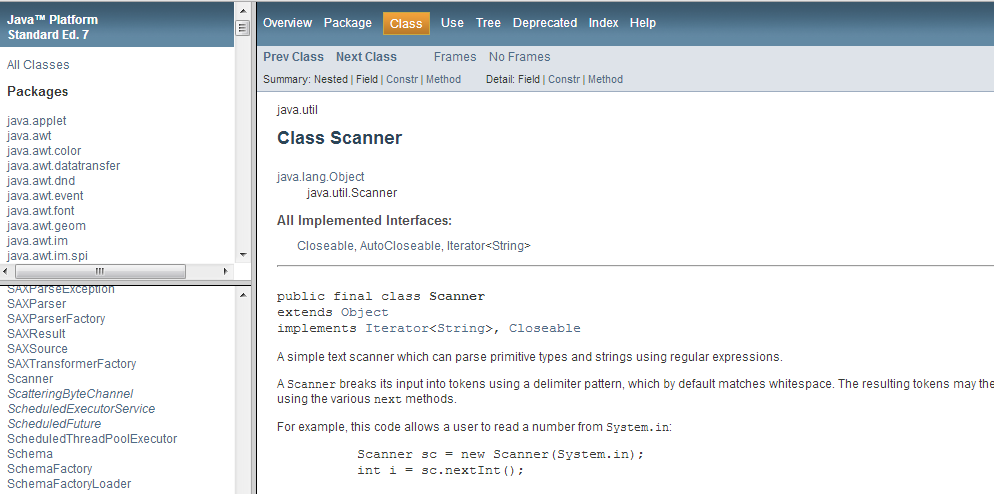 Java™ Platform
Standard Ed. 7
All Classes
Packages
java.applet
java.awt
java.awt.color
java.awt.datatransfer
java.awt.dnd
java.awt.event
java.awt.font
java.awt.geom
java.awt.im
java.awt.im.spi
SAXParseException
SAXParser
SAXParserFactory
SAXResult
SAXSource
SAXTransformerFactory
Scanner
ScatteringByteChannel
ScheduledExecutorService
ScheduledFuture
ScheduledThreadPoolExecutor
Schema
SchemaFactory
SchemaFactoryLoader
Overview Package Class Use Tree Deprecated Index Help
Prev Class Next Class Frames No Frames
Summary: Nested | Field | Constr | Method Detail: Field | Constr | Method
java.util
Class Scanner
java.lang.Object
java.util.Scanner
All Implemented Interfaces:
Closeable, AutoCloseable, Iterator<String>
public final class Scanner
extends Object
implements Iterator<String>, Closeable
A simple text scanner which can parse primitive types and strings using regular expressions.
A Scanner breaks its input into tokens using a delimiter pattern, which by default matches whitespace. The resulting tokens may the
using the various next methods.
For example, this code allows a user to read a number from System.in:
Scanner sc = new Scanner(System.in);
int i = sc.nextInt();